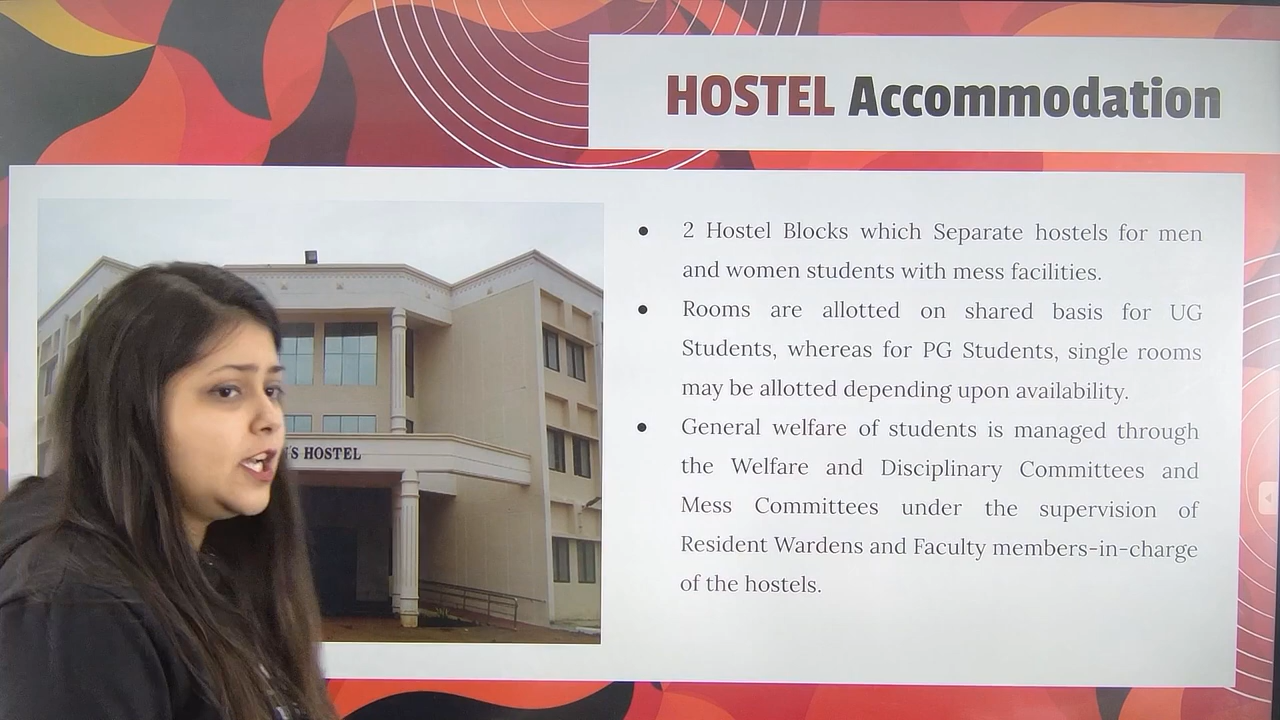 HOSTEL Accommodation
'S HOSTEL
● 2 Hostel Blocks which Separate hostels for men
and women students with mess facilities.
● Rooms are allotted on shared basis for UG
Students, whereas for PG Students, single rooms
may be allotted depending upon availability.
● General welfare of students is managed through
the Welfare and Disciplinary Committees and
Mess Committees under the supervision of
Resident Wardens and Faculty members-in-charge
of the hostels.